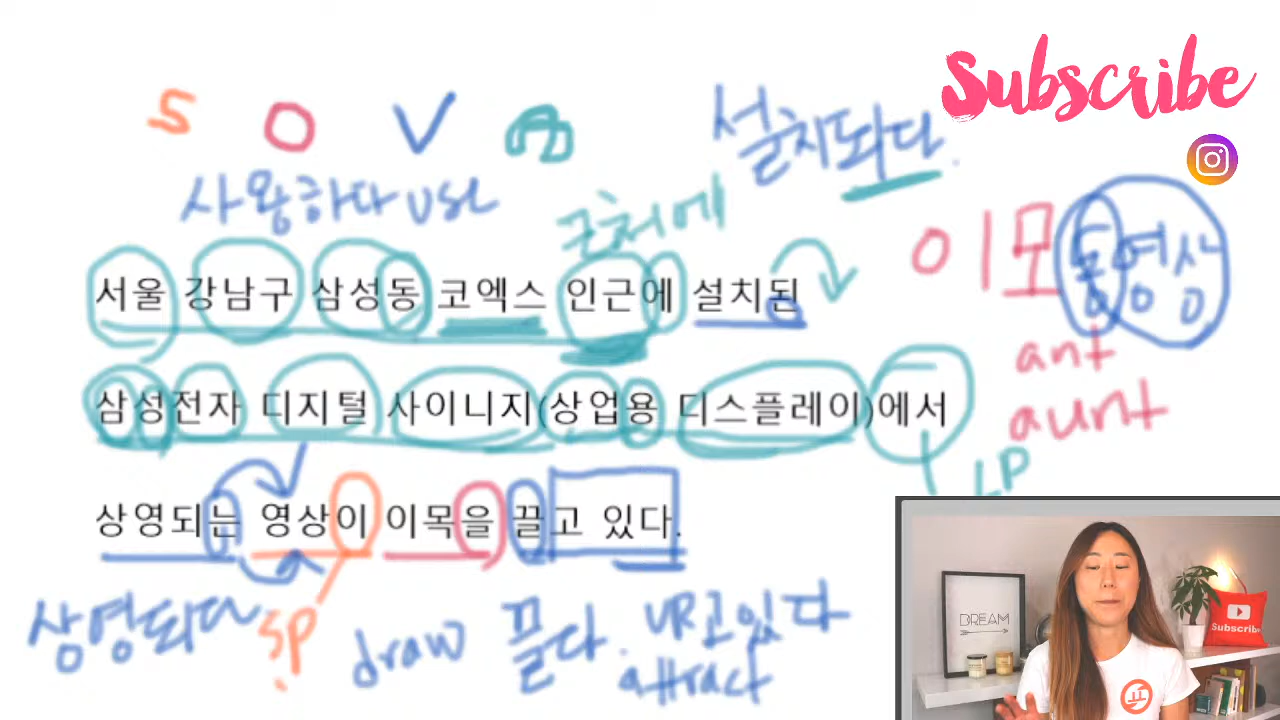 Subscribe
S O V
설치되다.
사용하다 use
근처에
이모
동영상
서울 강남구 삼성동 코엑스 인근에 설치된
ant
삼성전자 디지털 사이니지(상업용 디스플레이)에서
aunt
LP
상영되는 영상이 이목을 끌고 있다.
상영되다
SP
draw 끌다. VR고있다
attract
DREAM
Subscribe